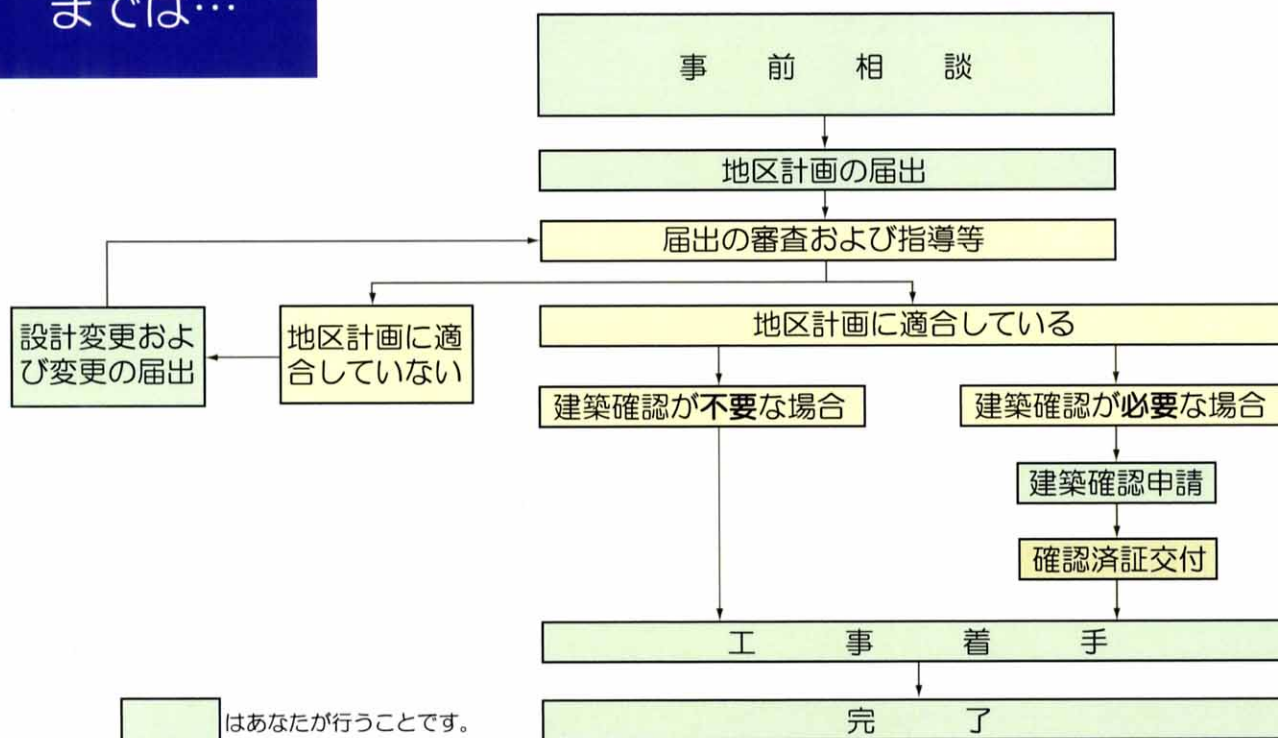 までは…
事前相談
地区計画の届出
届出の審査および指導等
設計変更およ
び変更の届出
地区計画に適
合していない
地区計画に適合している
建築確認が不要な場合
建築確認が必要な場合
建築確認申請
確認済証交付
工事着手
完了
はあなたが行うことです。